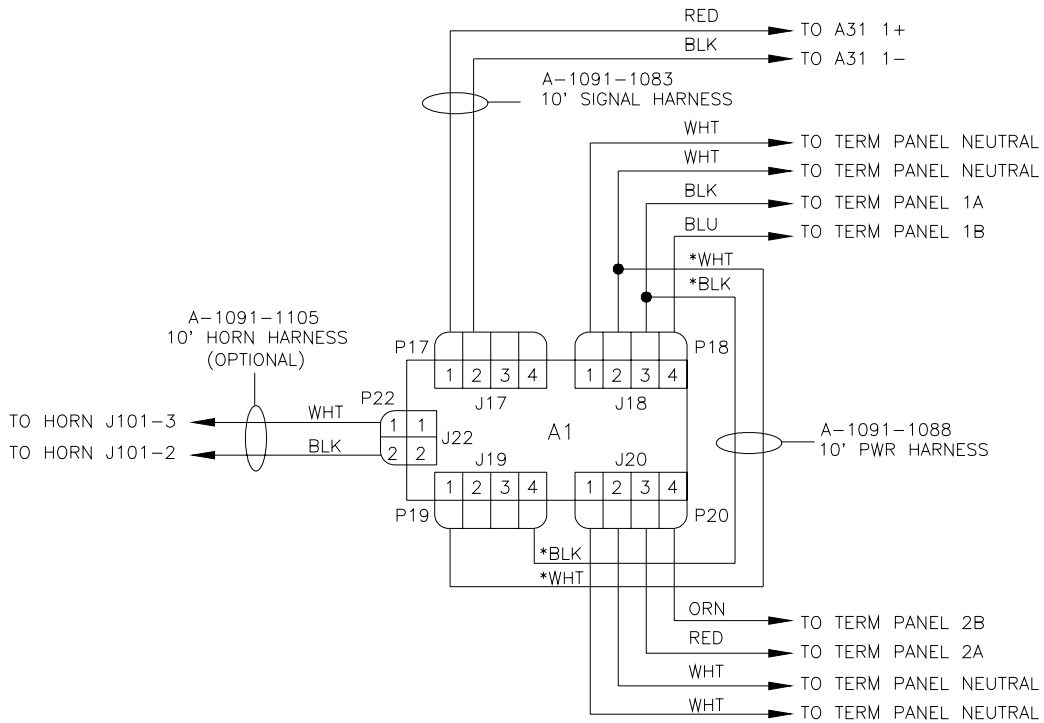 RED
TO A31 1+
BLK
TO A31 1-
A-1091-1083
10' SIGNAL HARNESS
WHT
TO TERM PANEL NEUTRAL
WHT
TO TERM PANEL NEUTRAL
BLK
TO TERM PANEL 1A
BLU
TO TERM PANEL 1B
*WHT
*BLK
A-1091-1105
10' HORN HARNESS
(OPTIONAL)
P17
P18
1 2 3 4
1 2 3 4
J17
J18
P22
TO HORN J101-3
WHT
1 1
J22
A1
TO HORN J101-2
BLK
2 2
A-1091-1088
10' PWR HARNESS
J19
J20
1 2 3 4
1 2 3 4
P19
P20
*BLK
*WHT
ORN
TO TERM PANEL 2B
RED
TO TERM PANEL 2A
WHT
TO TERM PANEL NEUTRAL
WHT
TO TERM PANEL NEUTRAL